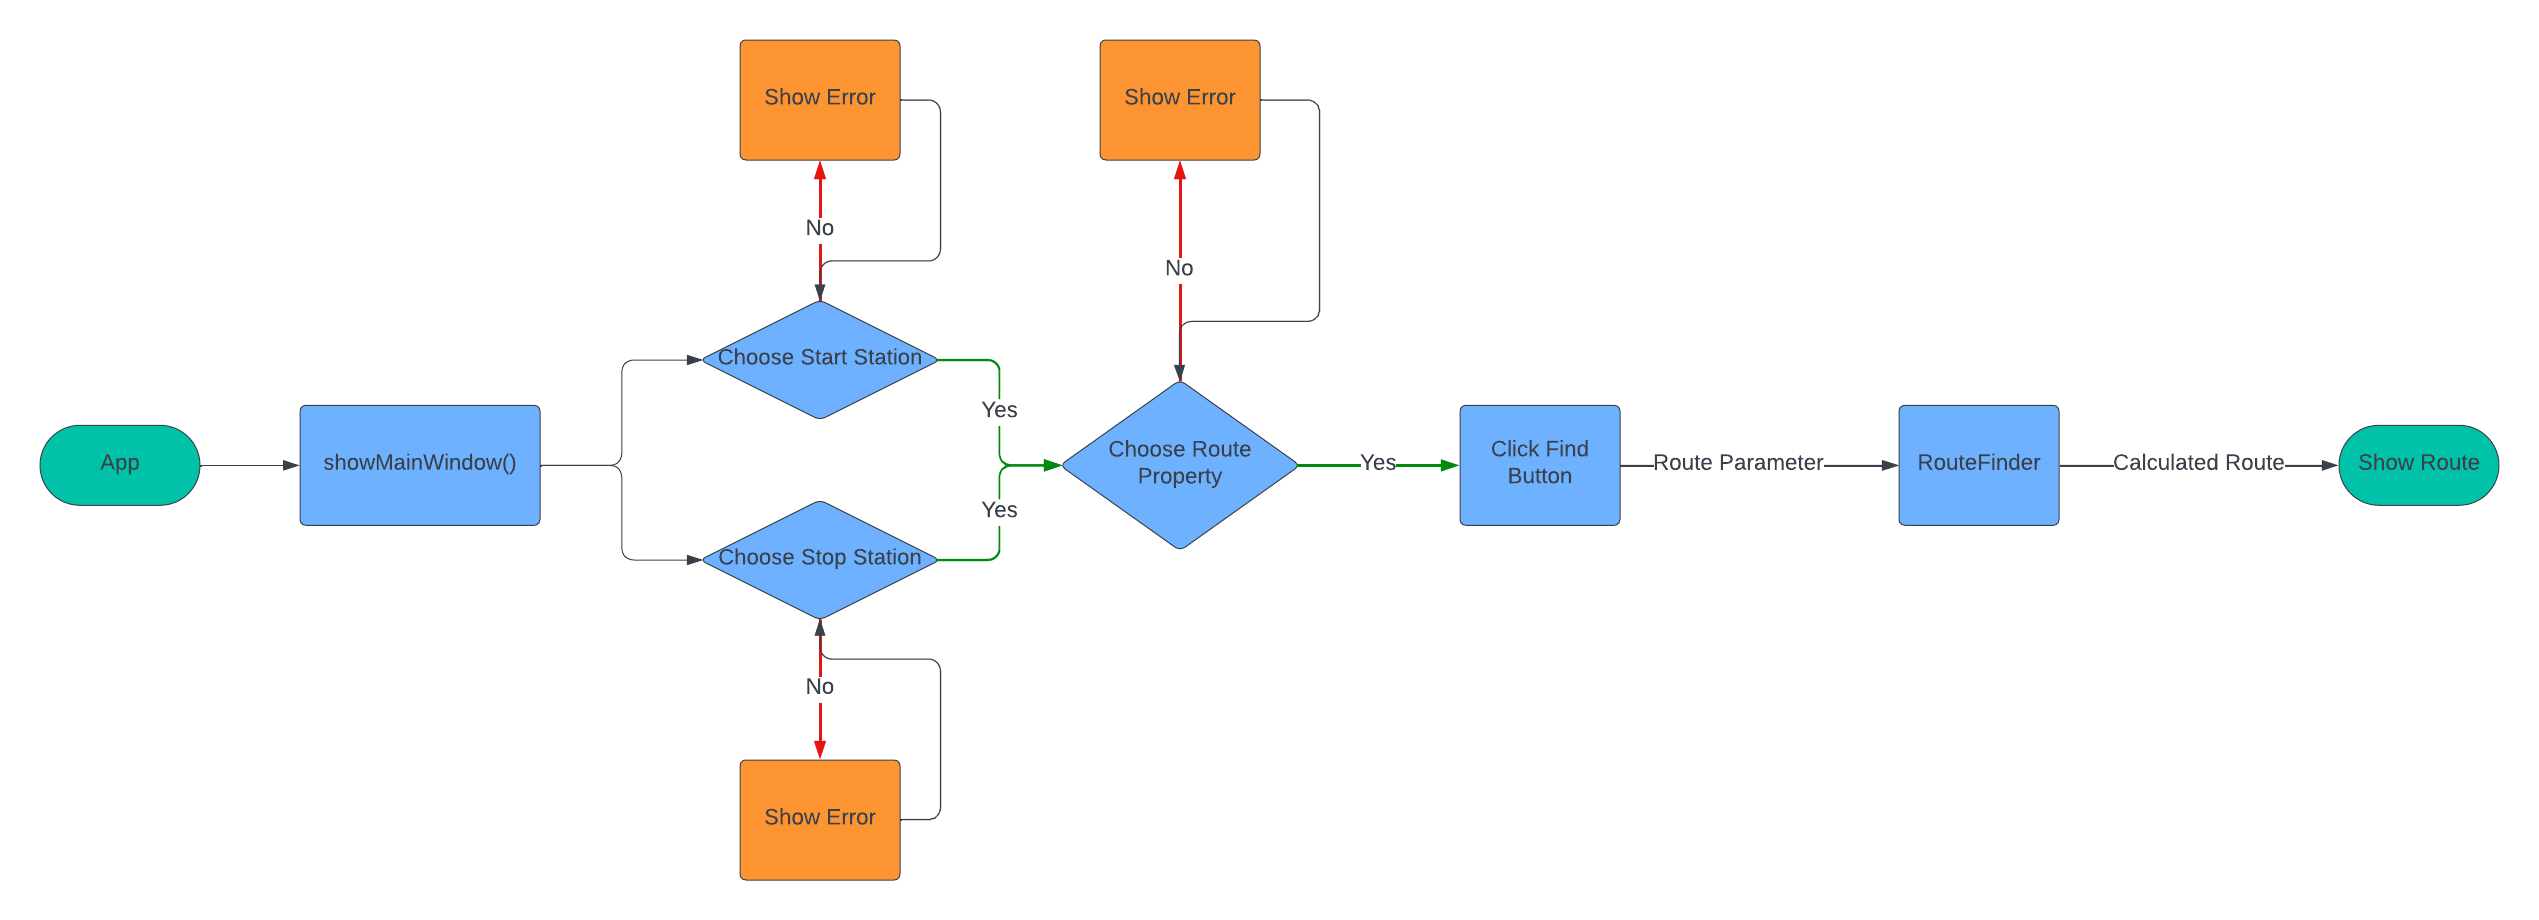 Show Error
Show Error
No
No
Choose Start Station
Yes
App
showMainWindow()
Choose Route
Property
Yes
Click Find
Button
Route Parameter
RouteFinder
Calculated Route
Show Route
Yes
Choose Stop Station
No
Show Error